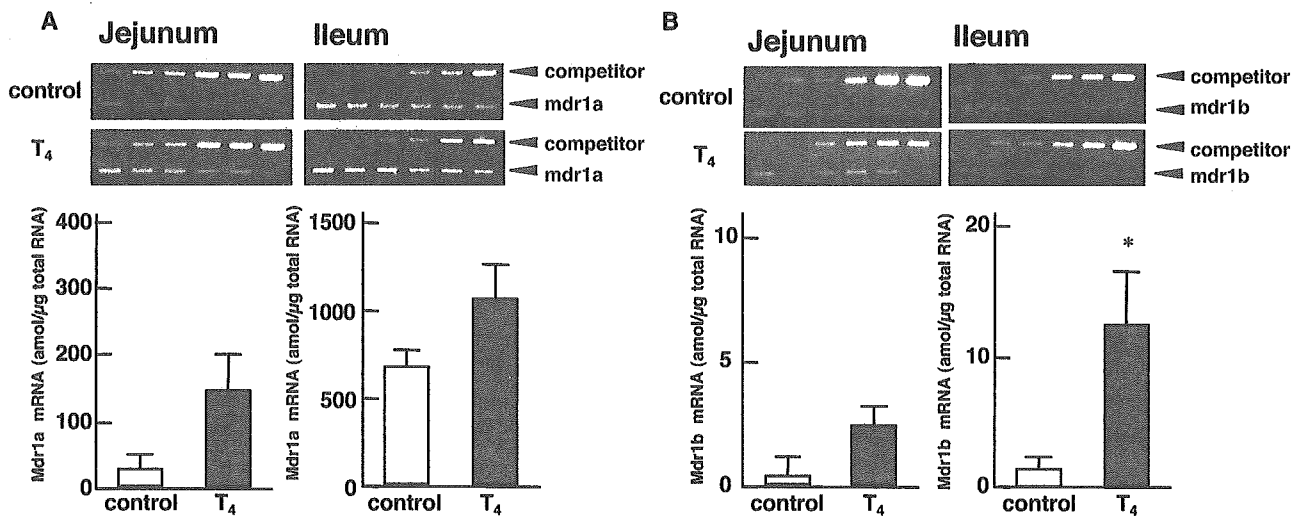 A
Jejunum
Ileum
control
competitor
mdr1a
T4
competitor
mdr1a
Mdr1a mRNA (amol/µg total RNA)
400
300
200
100
0
control
T4
Mdr1a mRNA (amol/µg total RNA)
1500
1000
500
0
control
T4
B
Jejunum
Ileum
control
competitor
mdr1b
T4
competitor
mdr1b
Mdr1b mRNA (amol/µg total RNA)
10
5
0
control
T4
Mdr1b mRNA (amol/µg total RNA)
20
10
0
*
control
T4